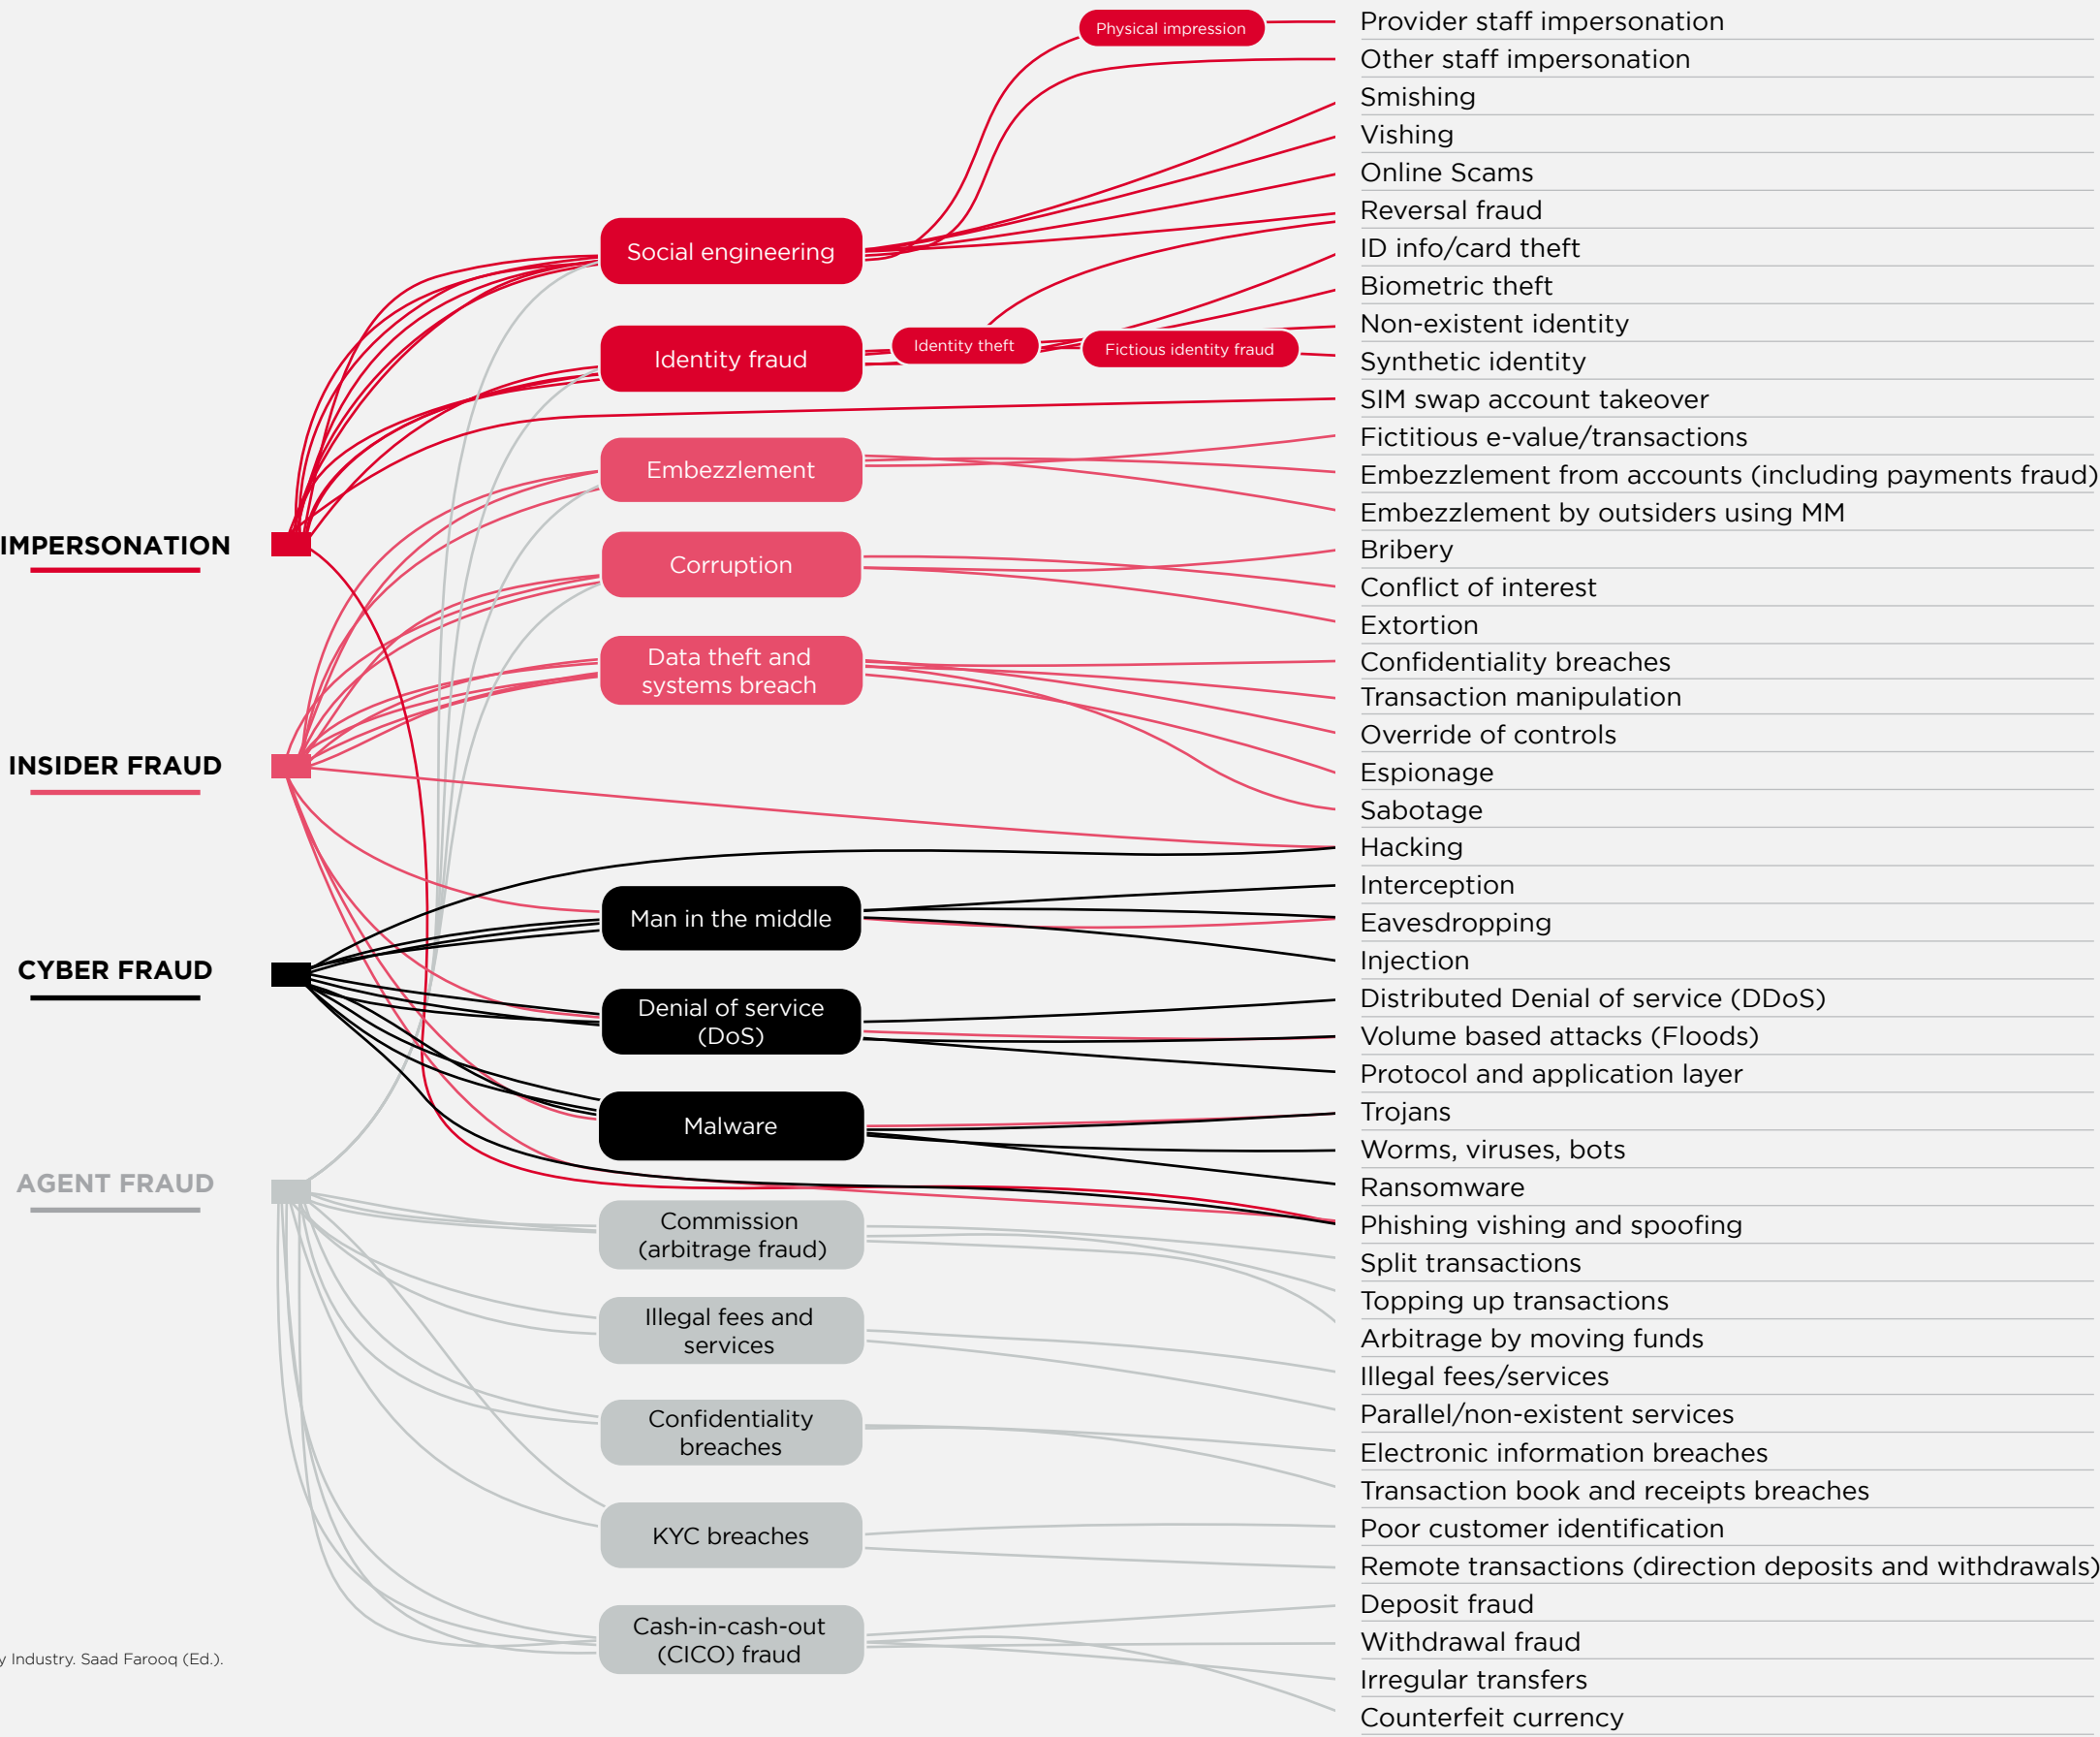 IMPERSONATION
INSIDER FRAUD
CYBER FRAUD
AGENT FRAUD
Social engineering
Identity fraud
Embezzlement
Corruption
Data theft and
systems breach
Man in the middle
Denial of service
(DoS)
Malware
Commission
(arbitrage fraud)
Illegal fees and
services
Confidentiality
breaches
KYC breaches
Cash-in-cash-out
(CICO) fraud
Physical impression
Identity theft
Fictious identity fraud
Provider staff impersonation
Other staff impersonation
Smishing
Vishing
Online Scams
Reversal fraud
ID info/card theft
Biometric theft
Non-existent identity
Synthetic identity
SIM swap account takeover
Fictitious e-value/transactions
Embezzlement from accounts (including payments fraud)
Embezzlement by outsiders using MM
Bribery
Conflict of interest
Extortion
Confidentiality breaches
Transaction manipulation
Override of controls
Espionage
Sabotage
Hacking
Interception
Eavesdropping
Injection
Distributed Denial of service (DDoS)
Volume based attacks (Floods)
Protocol and application layer
Trojans
Worms, viruses, bots
Ransomware
Phishing vishing and spoofing
Split transactions
Topping up transactions
Arbitrage by moving funds
Illegal fees/services
Parallel/non-existent services
Electronic information breaches
Transaction book and receipts breaches
Poor customer identification
Remote transactions (direction deposits and withdrawals)
Deposit fraud
Withdrawal fraud
Irregular transfers
Counterfeit currency
y Industry. Saad Farooq (Ed.).